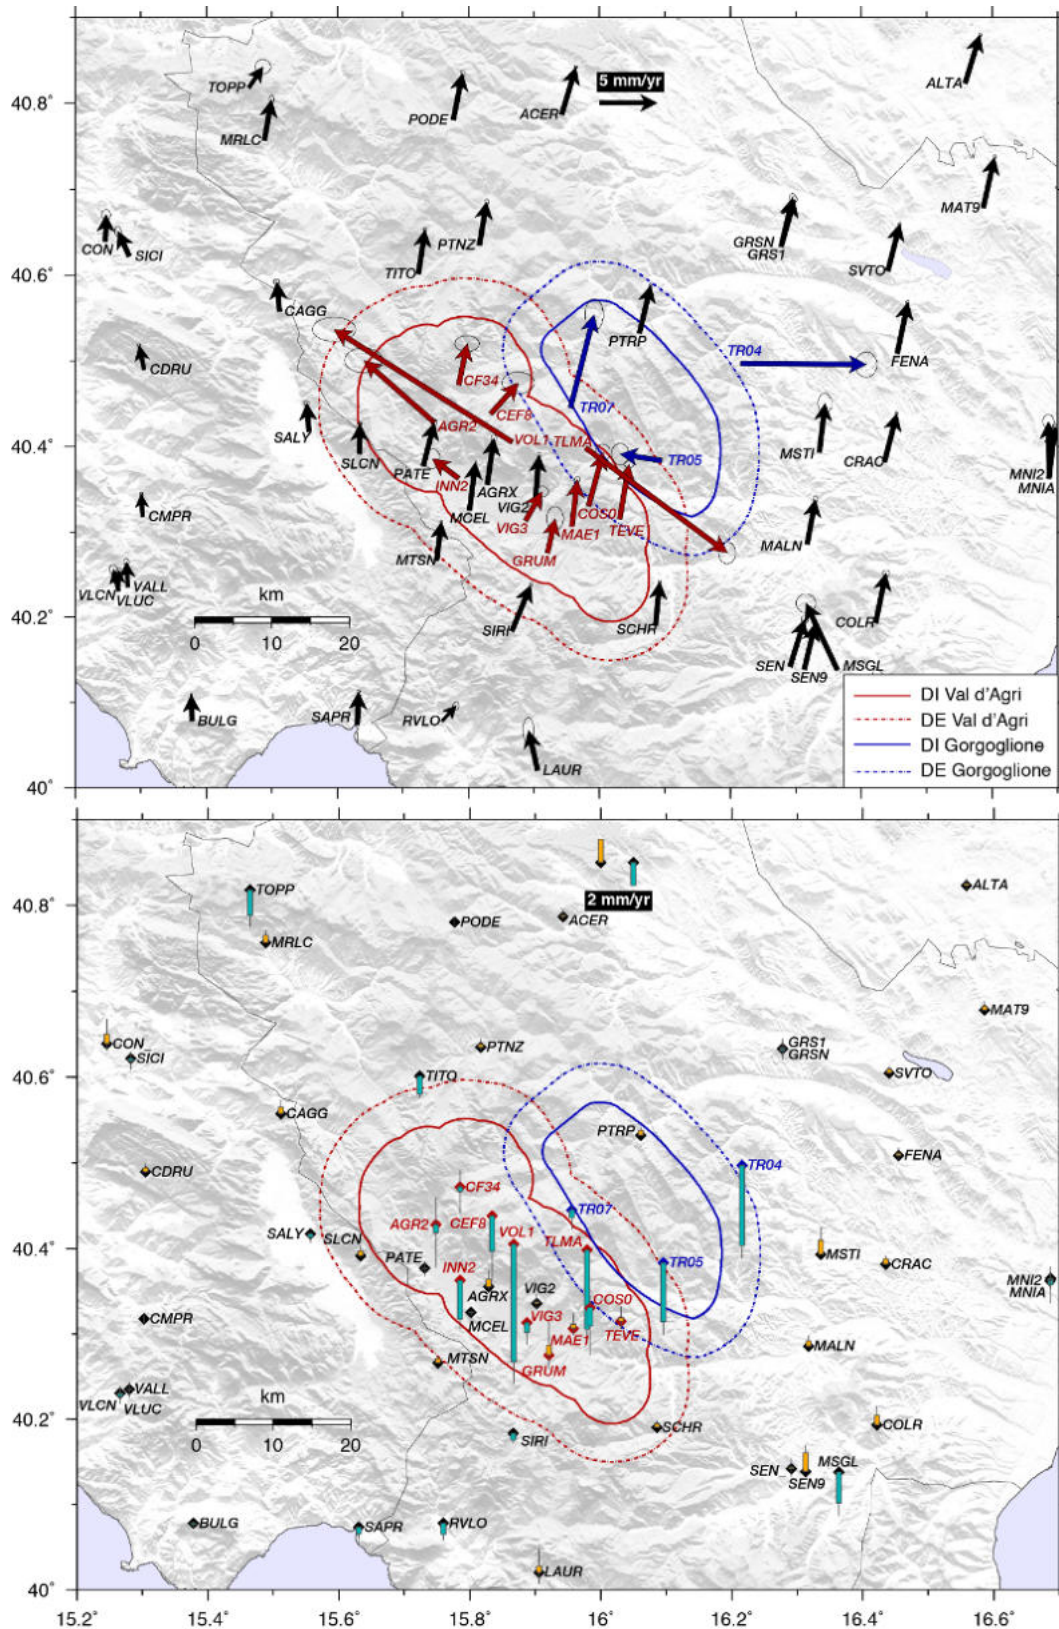 5 mm/yr
ALTA
TOPP
PODE
ACER
40.8°
MRLC
MAT9
CON
SICI
PTNZ
GRSN
GRS1
TITO
SVTO
40.6°
CAGG
PTRP
TR04
FENA
CDRU
CF34
CEF8
TR07
AGR2
VOL1
TLMA
SALY
40.4°
SLCN
PATE
INN2
AGRX
TR05
MSTI
CRAC
MNI2
MNIA
CMPR
MCEL
VIG2
VIG3
COS0
MAE1
TEVE
MALN
GRUM
MTSN
VALL
VLCN
VLUC
km
0
10
20
40.2°
SIRI
SCHR
COLR
SEN
SEN9
MSGL
BULG
SAPR
RVLO
LAUR
DI Val d'Agri
DE Val d'Agri
DI Gorgoglione
DE Gorgoglione
40°
2 mm/yr
TOPP
ALTA
40.8°
PODE
ACER
MRLC
MAT9
CON
SICI
PTNZ
GRS1
GRSN
SVTO
40.6°
TITO
CAGG
PTRP
FENA
CDRU
CF34
TR04
AGR2
CEF8
TR07
VOL1
TLMA
SALY
SLCN
40.4°
PATE
INN2
AGRX
VIG2
TR05
MSTI
CRAC
MNI2
MNIA
CMPR
MCEL
VIG3
COS0
MAE1
TEVE
MALN
GRUM
MTSN
VALL
VLCN
VLUC
km
0
10
20
40.2°
SIRI
SCHR
COLR
SEN
SEN9
MSGL
BULG
SAPR
RVLO
LAUR
40°
15.2°
15.4°
15.6°
15.8°
16°
16.2°
16.4°
16.6°